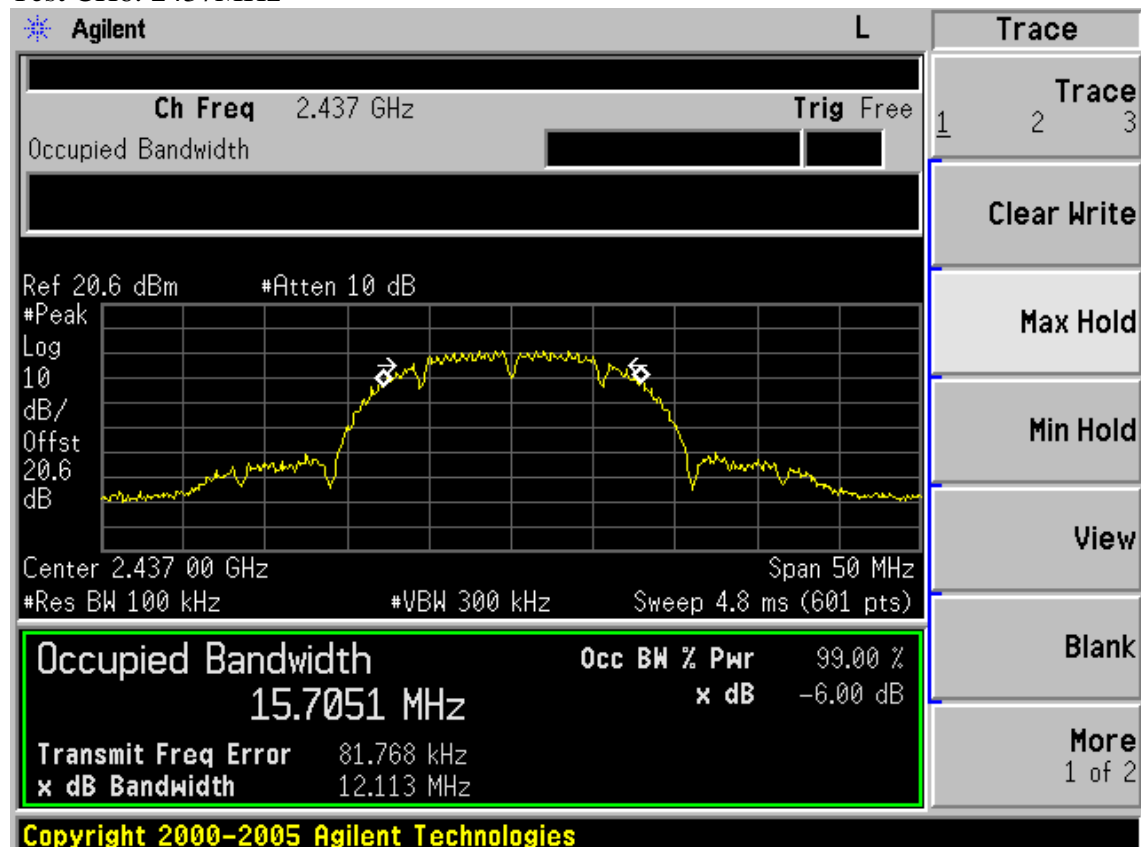 Test CH6: 2437MHz
Agilent
L
Trace
Ch Freq 2.437 GHz
Trig Free
Occupied Bandwidth
Trace
1 2 3
Clear Write
Max Hold
Min Hold
View
Blank
More
1 of 2
Ref 20.6 dBm #Atten 10 dB
#Peak
Log
10
dB/
Offst
20.6
dB
Center 2.437 00 GHz
Span 50 MHz
#Res BW 100 kHz
#VBW 300 kHz
Sweep 4.8 ms (601 pts)
Occupied Bandwidth
15.7051 MHz
Occ BW % Pwr 99.00 %
x dB -6.00 dB
Transmit Freq Error 81.768 kHz
x dB Bandwidth 12.113 MHz
Copyright 2000-2005 Agilent Technologies